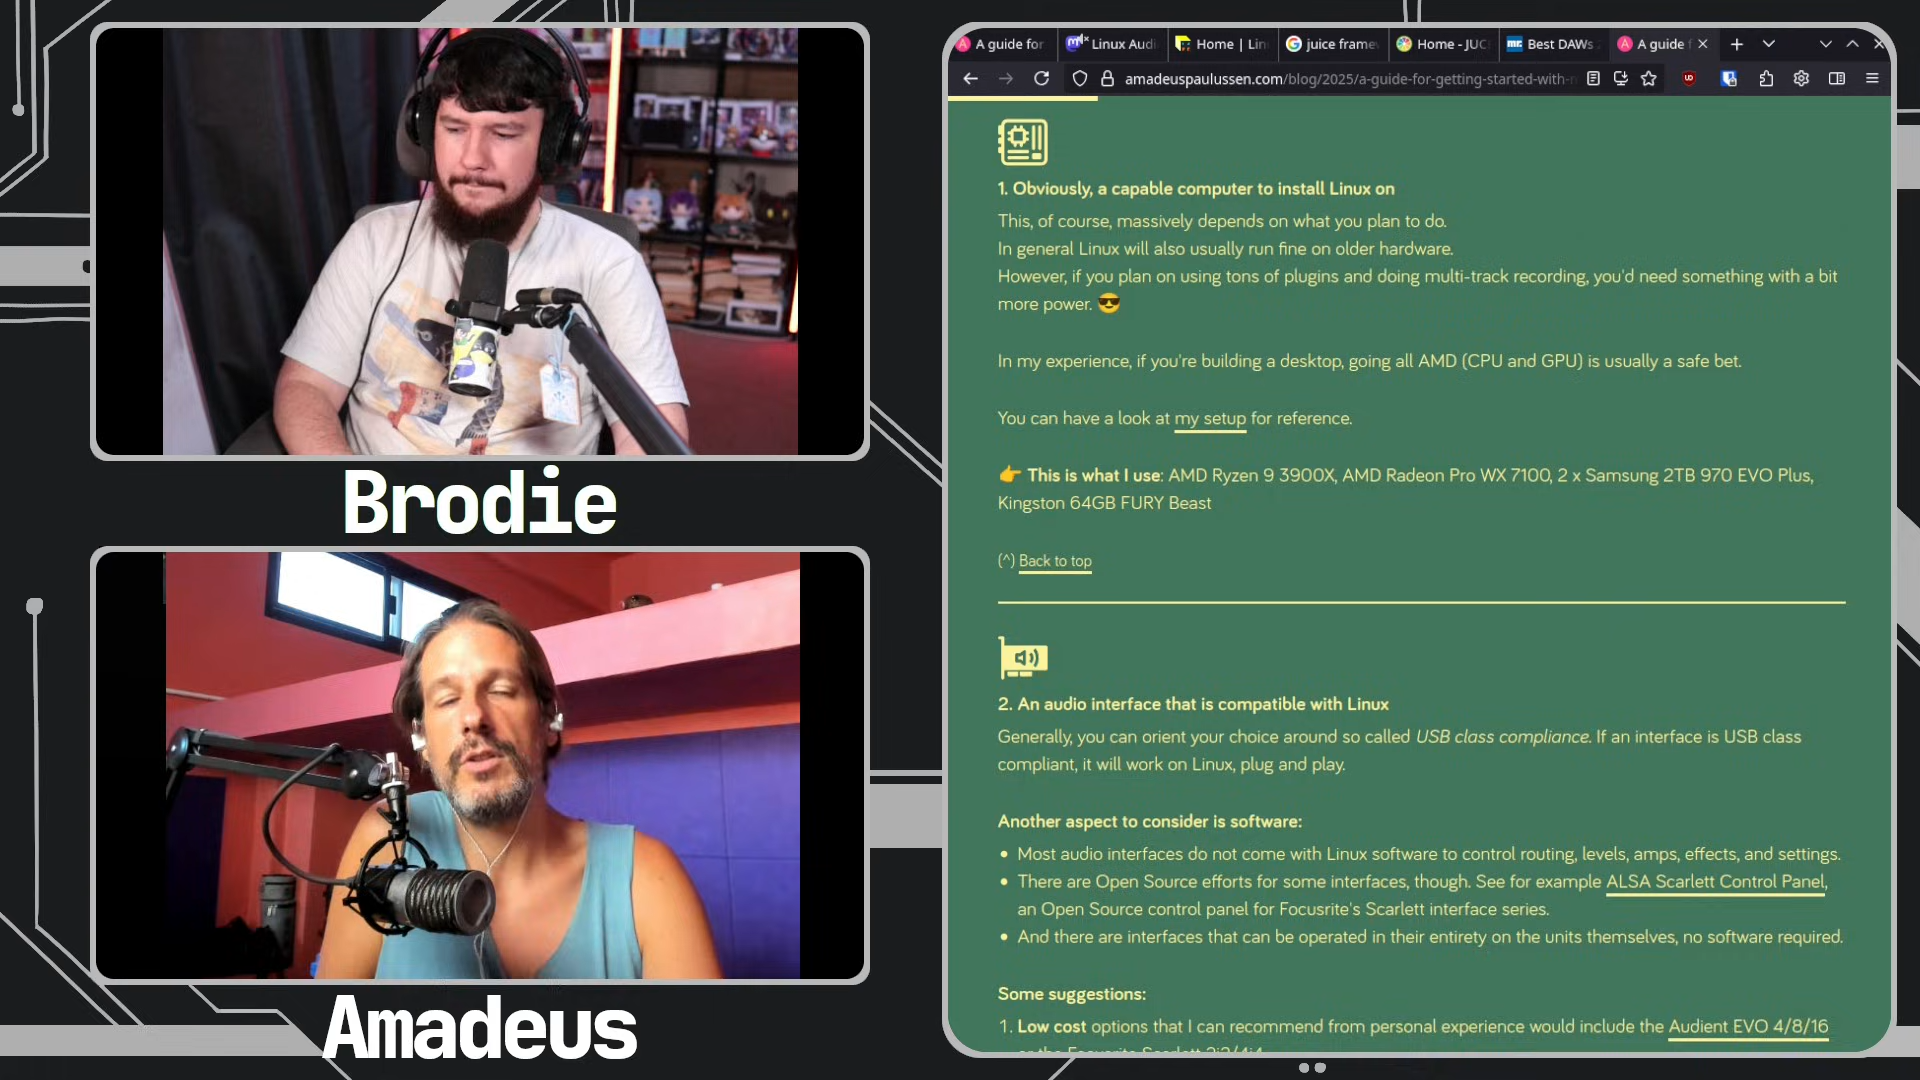 Brodie
Amadeus
A guide for
Linux Audi
Home | Lin
juice frame
Home - JUC
Best DAWs
A guide
amadeuspaulussen.com/blog/2025/a-guide-for-getting-started-with-
1. Obviously, a capable computer to install Linux on
This, of course, massively depends on what you plan to do.
In general Linux will also usually run fine on older hardware.
However, if you plan on using tons of plugins and doing multi-track recording, you'd need something with a bit
more power. 😎
In my experience, if you're building a desktop, going all AMD (CPU and GPU) is usually a safe bet.
You can have a look at my setup for reference.
👉 This is what I use: AMD Ryzen 9 3900X, AMD Radeon Pro WX 7100, 2 x Samsung 2TB 970 EVO Plus,
Kingston 64GB FURY Beast
(^) Back to top
2. An audio interface that is compatible with Linux
Generally, you can orient your choice around so called USB class compliance. If an interface is USB class
compliant, it will work on Linux, plug and play.
Another aspect to consider is software:
• Most audio interfaces do not come with Linux software to control routing, levels, amps, effects, and settings.
• There are Open Source efforts for some interfaces, though. See for example ALSA Scarlett Control Panel,
an Open Source control panel for Focusrite's Scarlett interface series.
• And there are interfaces that can be operated in their entirety on the units themselves, no software required.
Some suggestions:
1. Low cost options that I can recommend from personal experience would include the Audient EVO 4/8/16
or the Focusrite Scarlett 2i2/4i4